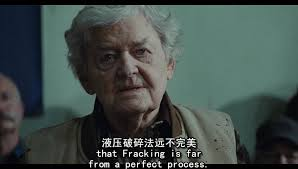 液压破碎法远不完美
that Fracking is far
from a perfect process.